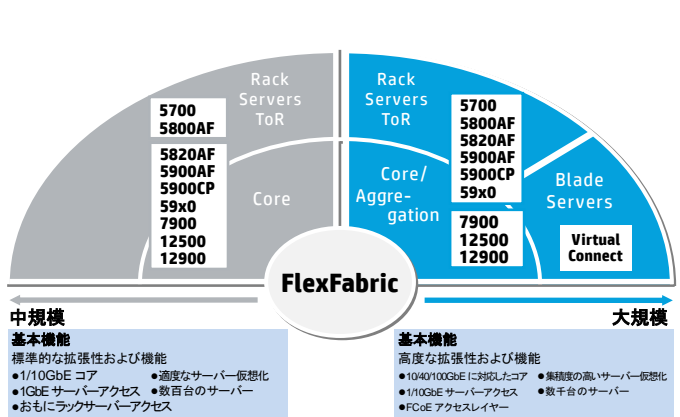 Rack
Servers
ToR
5700
5800AF
5820AF
5900AF
5900CP
59x0
7900
12500
12900
Core
Rack
Servers
ToR
5700
5800AF
5820AF
5900AF
5900CP
59x0
Core/
Aggre-
gation
7900
12500
12900
Blade
Servers
Virtual
Connect
FlexFabric
中規模
大規模
基本機能
標準的な拡張性および機能
●1/10GbE コア
●適度なサーバー仮想化
●1GbE サーバーアクセス
●数百台のサーバー
●おもにラックサーバーアクセス
基本機能
高度な拡張性および機能
●10/40/100GbE に対応したコア
●集積度の高いサーバー仮想化
●1/10GbE サーバーアクセス
●数千台のサーバー
●FCoE アクセスレイヤー